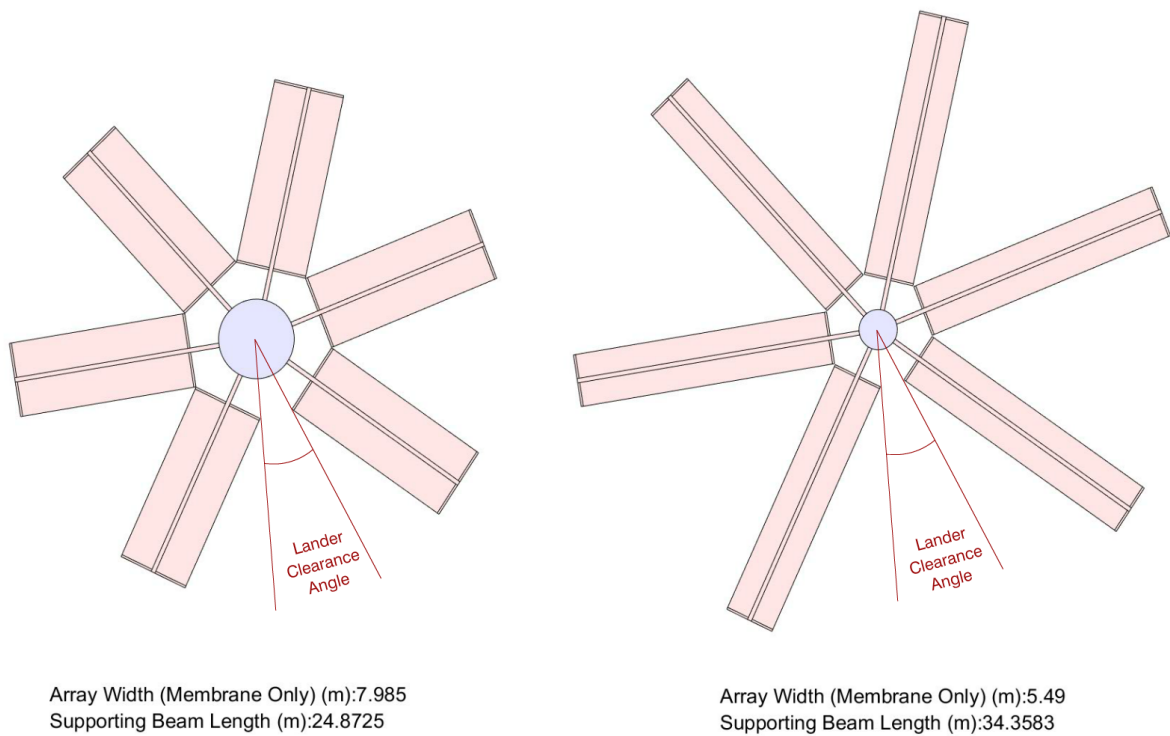 Lander
Clearance
Angle
Lander
Clearance
Angle
Array Width (Membrane Only) (m):7.985
Supporting Beam Length (m):24.8725
Array Width (Membrane Only) (m):5.49
Supporting Beam Length (m):34.3583